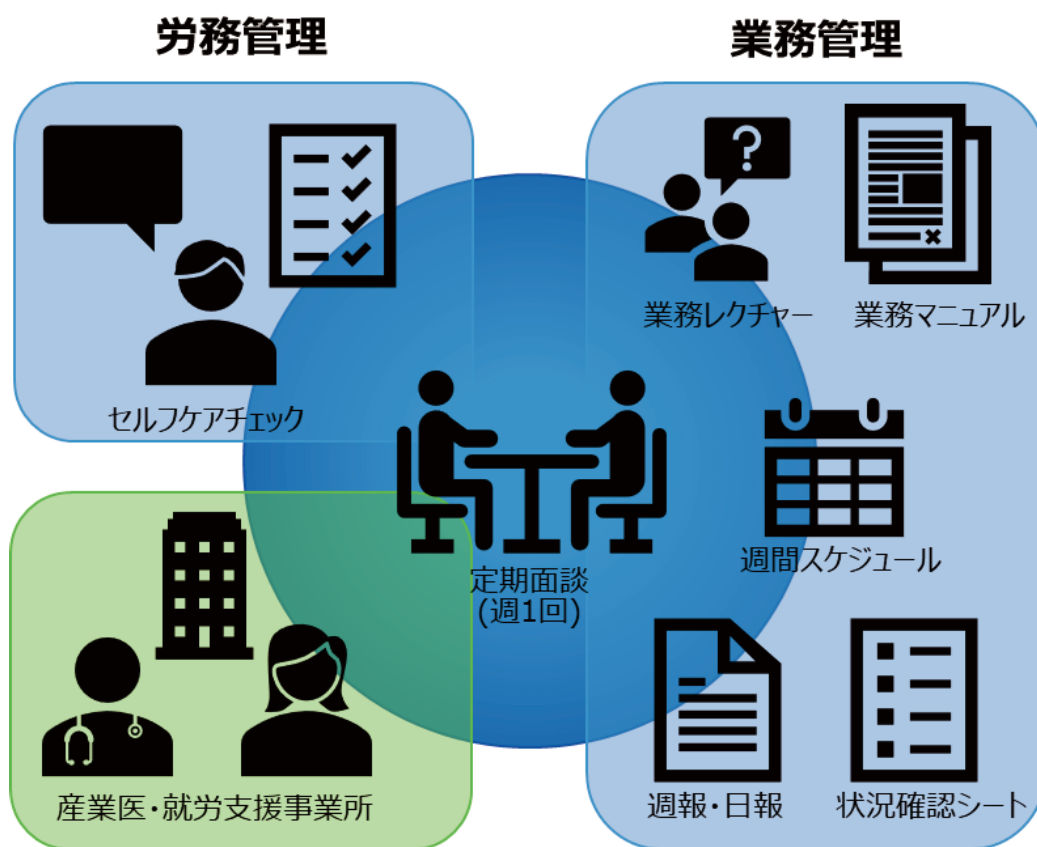 労務管理
業務管理
セルフケアチェック
?
業務レクチャー
業務マニュアル
定期面談
(週1回)
週間スケジュール
産業医・就労支援事業所
週報・日報
状況確認シート